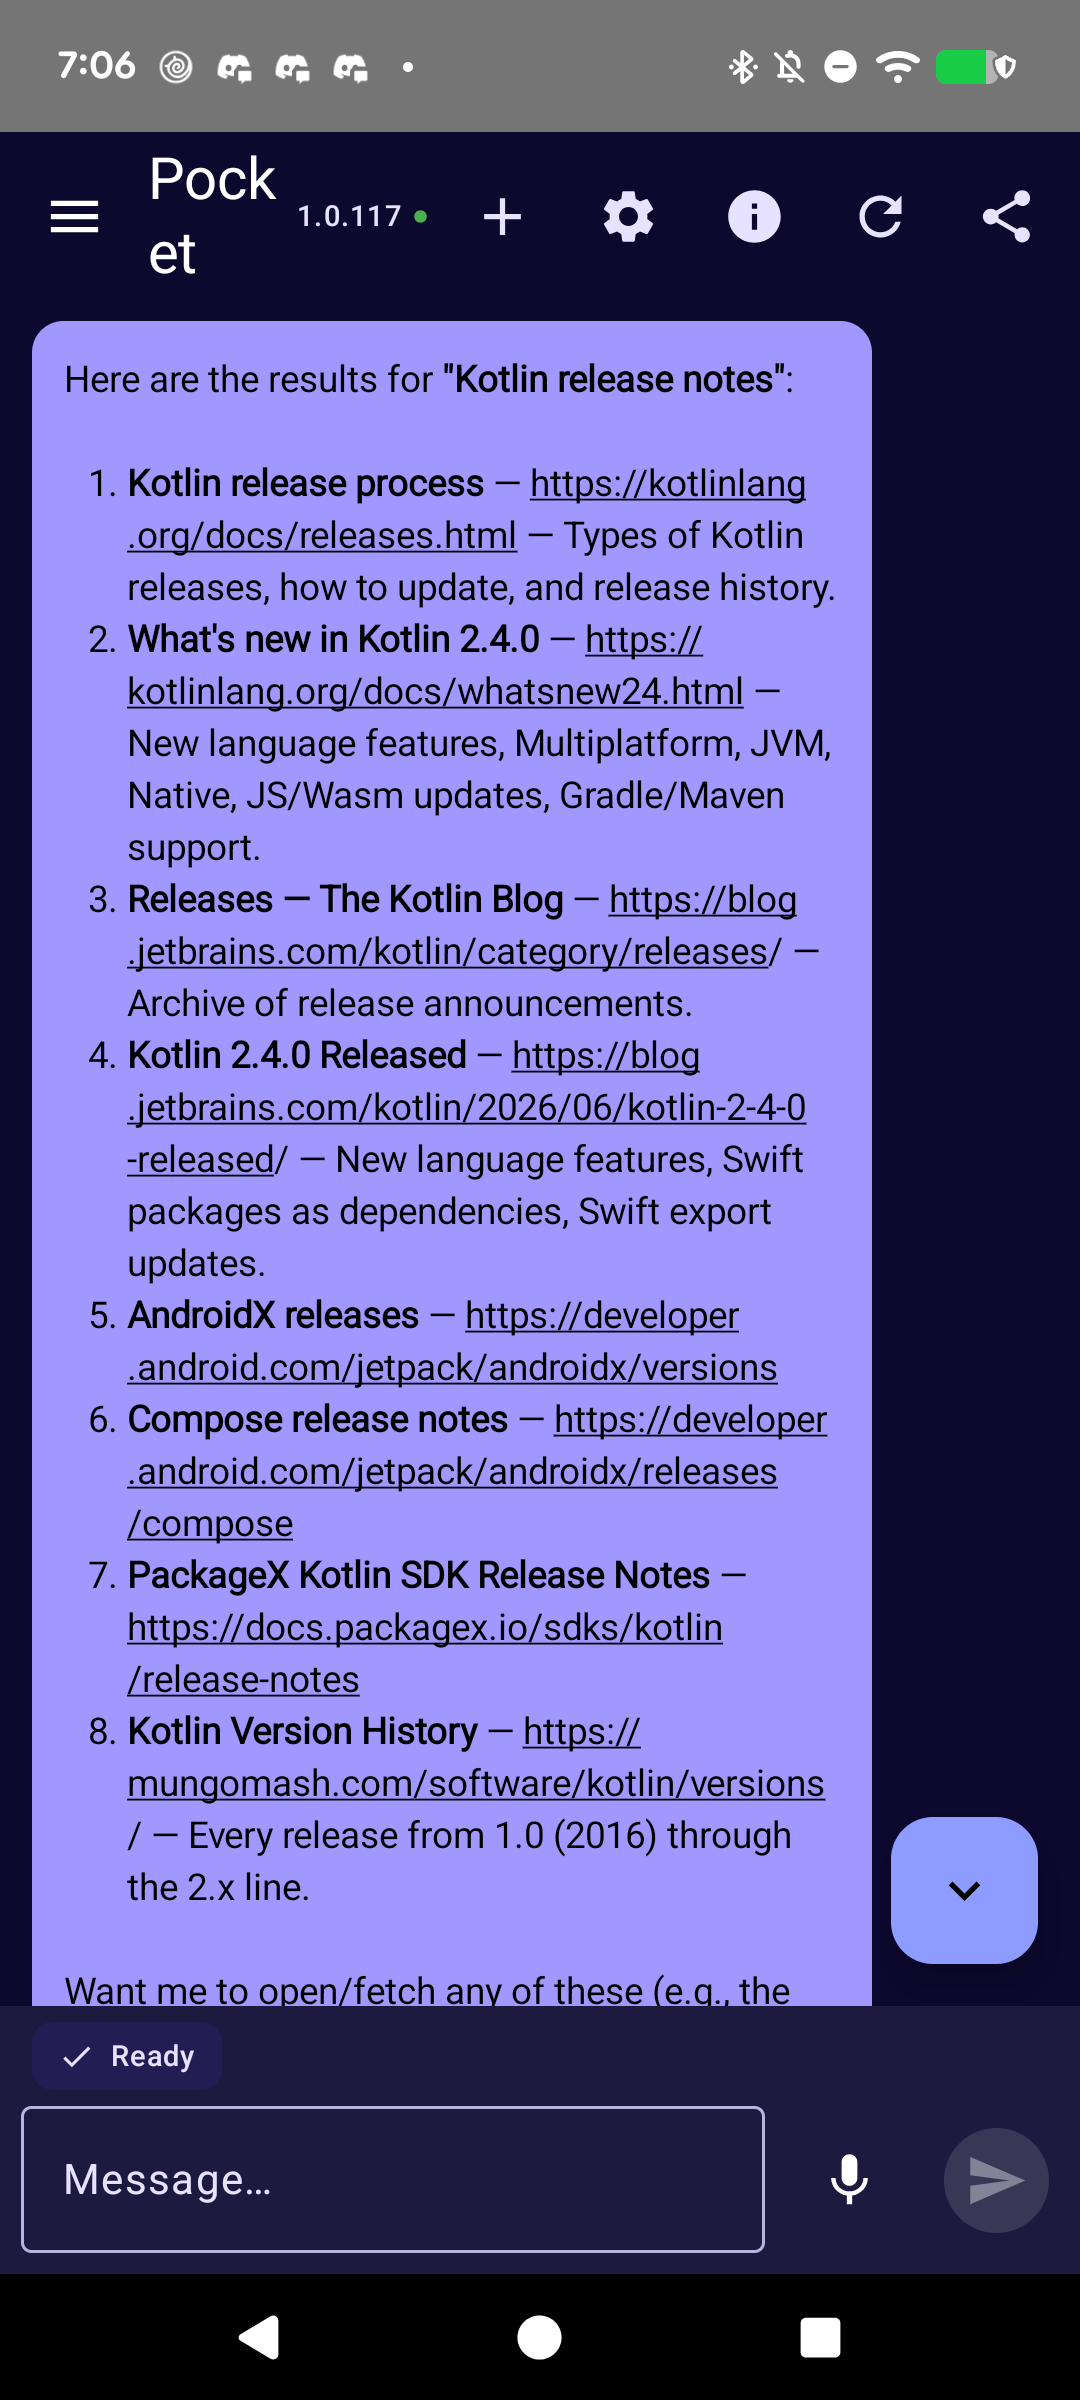 7:06
Pock
et
1.0.117
Here are the results for "Kotlin release notes":
1. Kotlin release process — https://kotlinlang
.org/docs/releases.html — Types of Kotlin
releases, how to update, and release history.
2. What's new in Kotlin 2.4.0 — https://
kotlinlang.org/docs/whatsnew24.html —
New language features, Multiplatform, JVM,
Native, JS/Wasm updates, Gradle/Maven
support.
3. Releases — The Kotlin Blog — https://blog
.jetbrains.com/kotlin/category/releases/ —
Archive of release announcements.
4. Kotlin 2.4.0 Released — https://blog
.jetbrains.com/kotlin/2026/06/kotlin-2-4-0
-released/ — New language features, Swift
packages as dependencies, Swift export
updates.
5. AndroidX releases — https://developer
.android.com/jetpack/androidx/versions
6. Compose release notes — https://developer
.android.com/jetpack/androidx/releases
/compose
7. PackageX Kotlin SDK Release Notes —
https://docs.packagex.io/sdks/kotlin
/release-notes
8. Kotlin Version History — https://
mungomash.com/software/kotlin/versions
/ — Every release from 1.0 (2016) through
the 2.x line.
Want me to open/fetch any of these (e.g., the
Ready
Message...